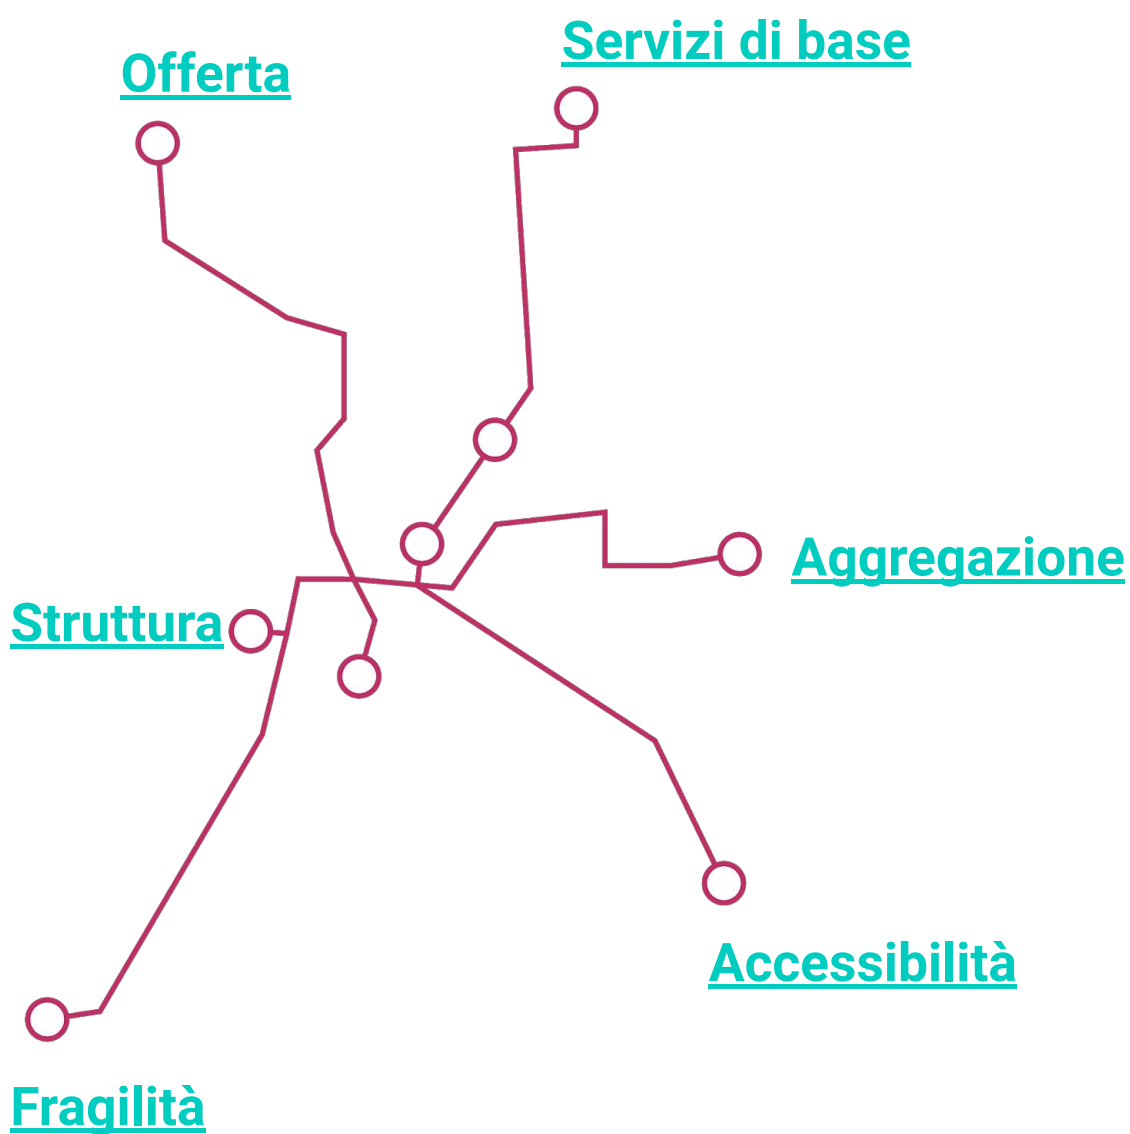 Servizi di base
Offerta
Aggregazione
Struttura
Accessibilità
Fragilità